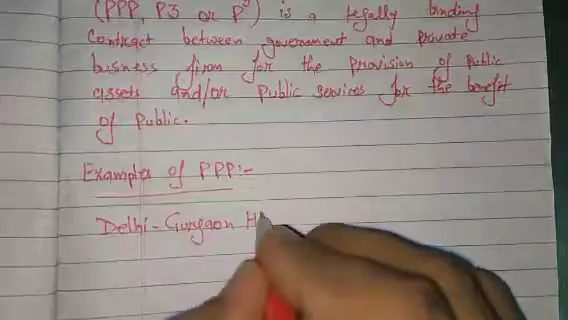 (PPP, P3 or P³) is a legally binding
contract between government and private
business firm for the provision of public
assets and/or public services for the benefit
of public.
Examples of PPP:-
Delhi-Gurgaon H